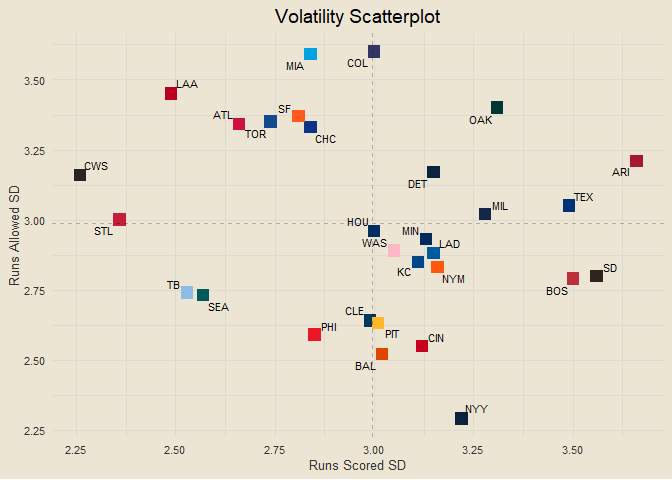 Volatility Scatterplot
MIA
COL
3.50
LAA
ATL
SF
TOR
CHC
OAK
3.25
CWS
DET
ARI
TEX
MIL
3.00
STL
HOU
MIN
WAS
LAD
KC
NYM
SD
BOS
TB
2.75
SEA
CLE
PHI
PIT
CIN
BAL
2.50
NYY
2.25
Runs Allowed SD
2.25
2.50
2.75
3.00
3.25
3.50
Runs Scored SD